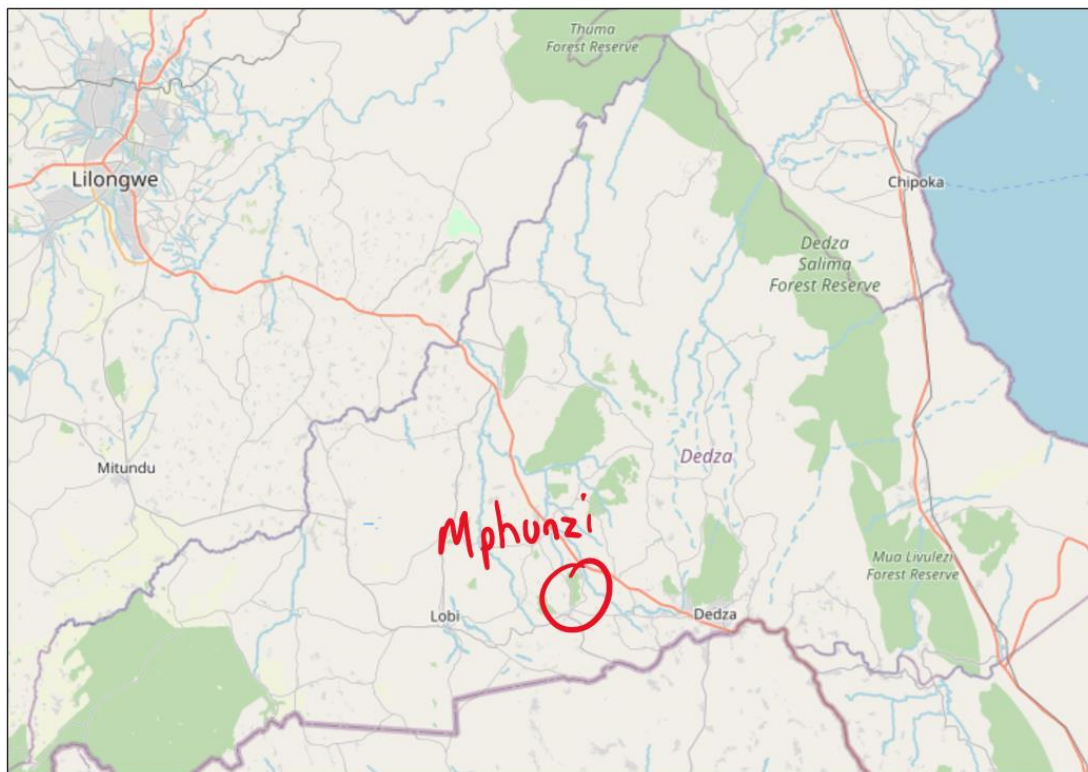 Thuma
Forest Reserve
Lilongwe
Chipoka
Dedza
Salima
Forest Reserve
Mitundu
Dedza
Mphunzi
Mua Livulezi
Forest Reserve
Lobi
Dedza